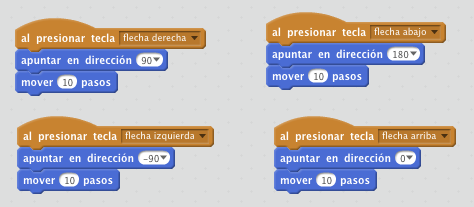 al presionar tecla flecha derecha
apuntar en dirección 90
mover 10 pasos
al presionar tecla flecha abajo
apuntar en dirección 180
mover 10 pasos
al presionar tecla flecha izquierda
apuntar en dirección -90
mover 10 pasos
al presionar tecla flecha arriba
apuntar en dirección 0
mover 10 pasos